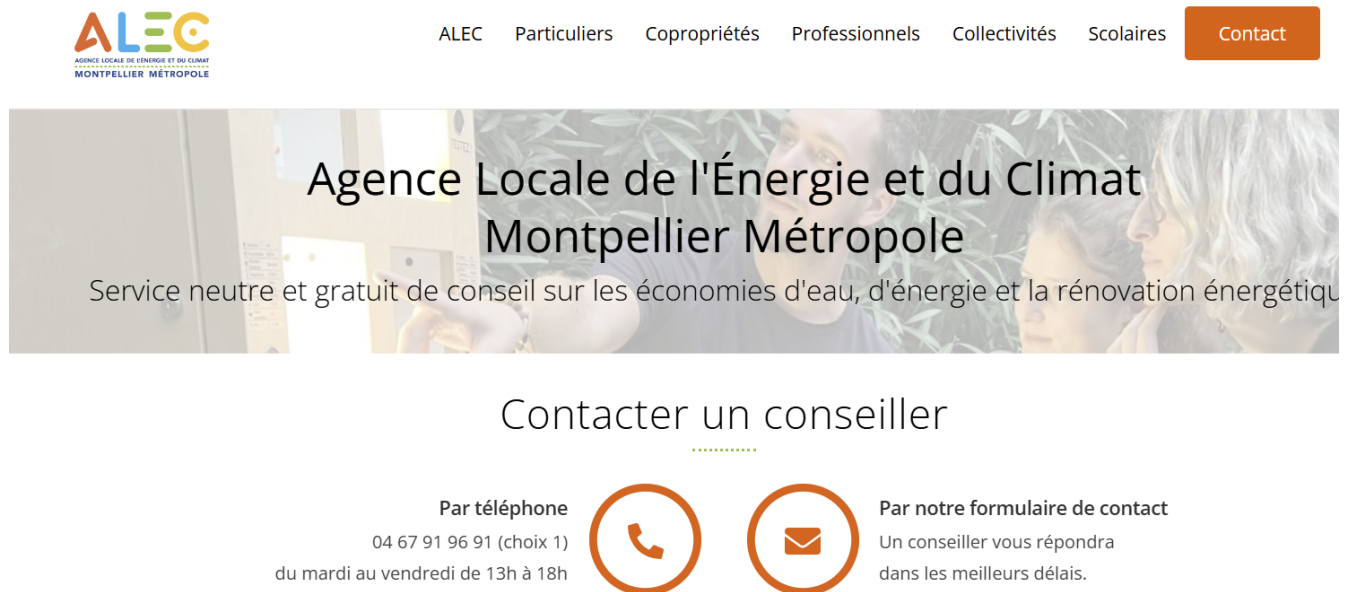 ALEC
AGENCE LOCALE DE L'ÉNERGIE ET DU CLIMAT
MONTPELLIER MÉTROPOLE
ALEC Particuliers Copropriétés Professionnels Collectivités Scolaires Contact
Agence Locale de l'Énergie et du Climat
Montpellier Métropole
Service neutre et gratuit de conseil sur les économies d'eau, d'énergie et la rénovation énergétiqu
Contacter un conseiller
Par téléphone
04 67 91 96 91 (choix 1)
du mardi au vendredi de 13h à 18h
Par notre formulaire de contact
Un conseiller vous répondra
dans les meilleurs délais.